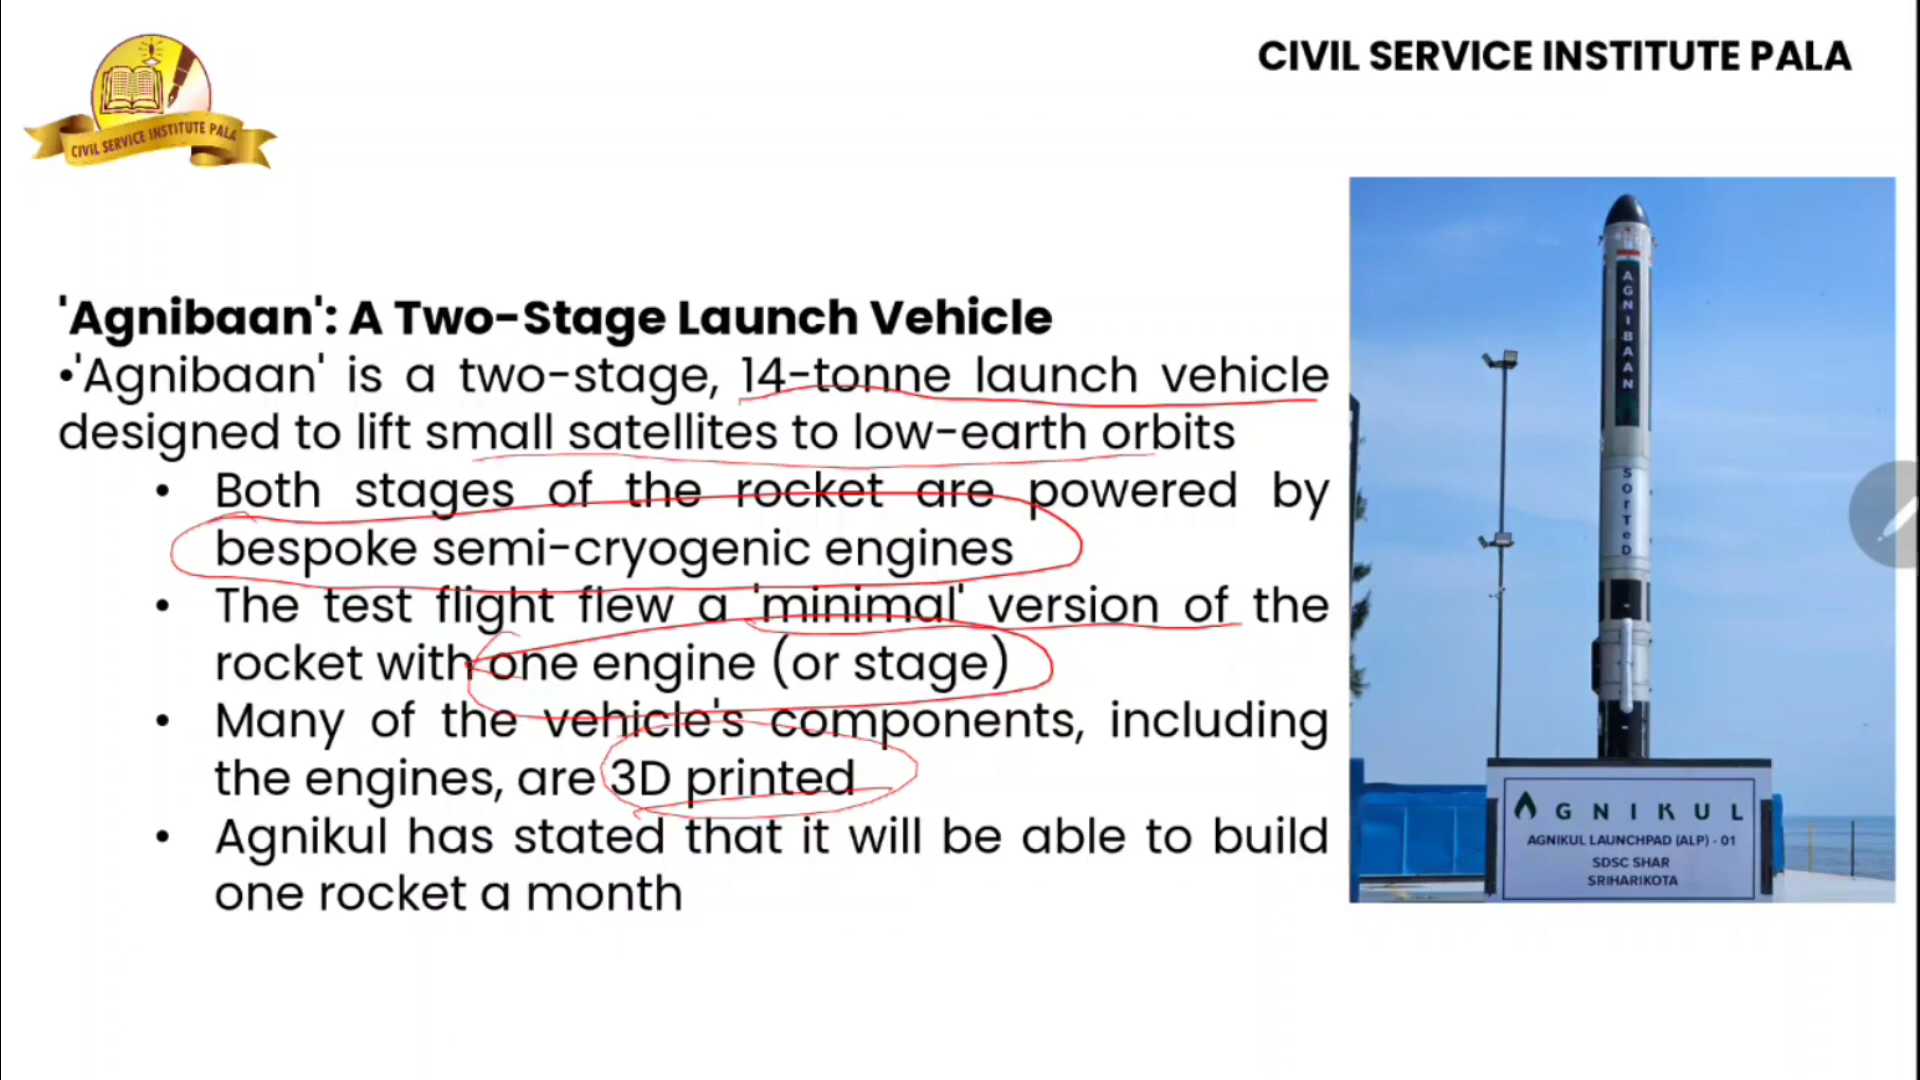 CIVIL SERVICE INSTITUTE PALA
CIVIL SERVICE INSTITUTE PALA
'Agnibaan': A Two-Stage Launch Vehicle
•'Agnibaan' is a two-stage, 14-tonne launch vehicle
designed to lift small satellites to low-earth orbits
• Both stages of the rocket are powered by
bespoke semi-cryogenic engines
• The test flight flew a 'minimal' version of the
rocket with one engine (or stage)
• Many of the vehicle's components, including
the engines, are 3D printed
• Agnikul has stated that it will be able to build
one rocket a month
AGNIBAAN
SorTeD
AGNIKUL
AGNIKUL LAUNCHPAD (ALP) - 01
SDSC SHAR
SRIHARIKOTA